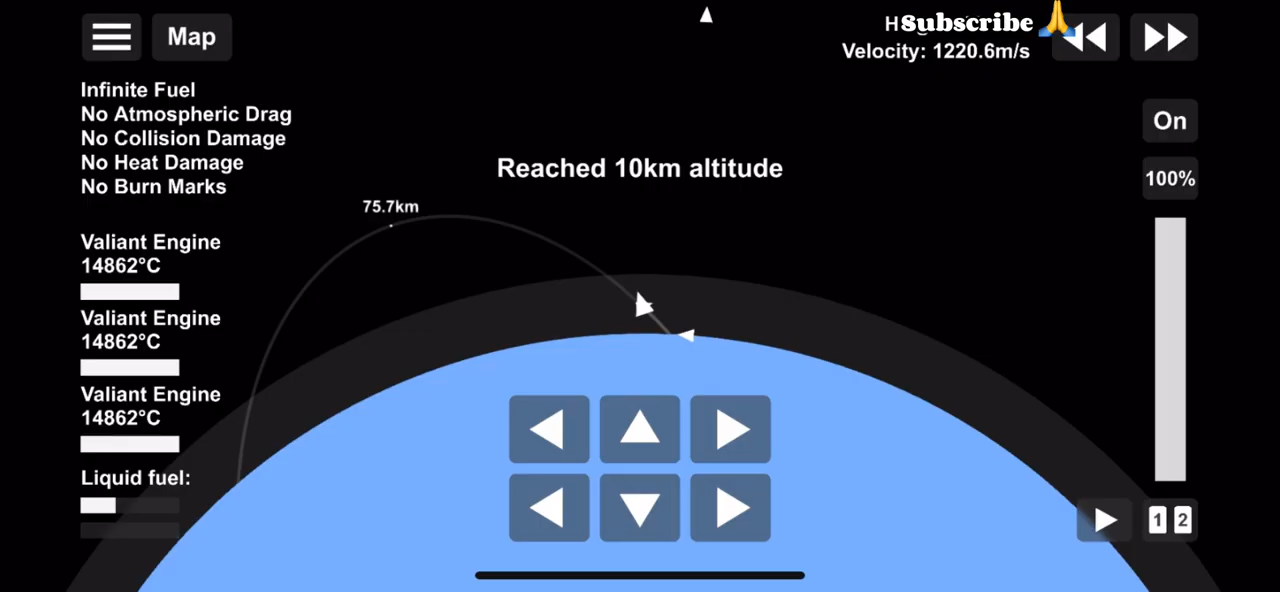 Map
Subscribe 🙏
Velocity: 1220.6m/s
Infinite Fuel
No Atmospheric Drag
No Collision Damage
No Heat Damage
No Burn Marks
On
100%
Reached 10km altitude
75.7km
Valiant Engine
14862°C
Valiant Engine
14862°C
Valiant Engine
14862°C
Liquid fuel:
1 2